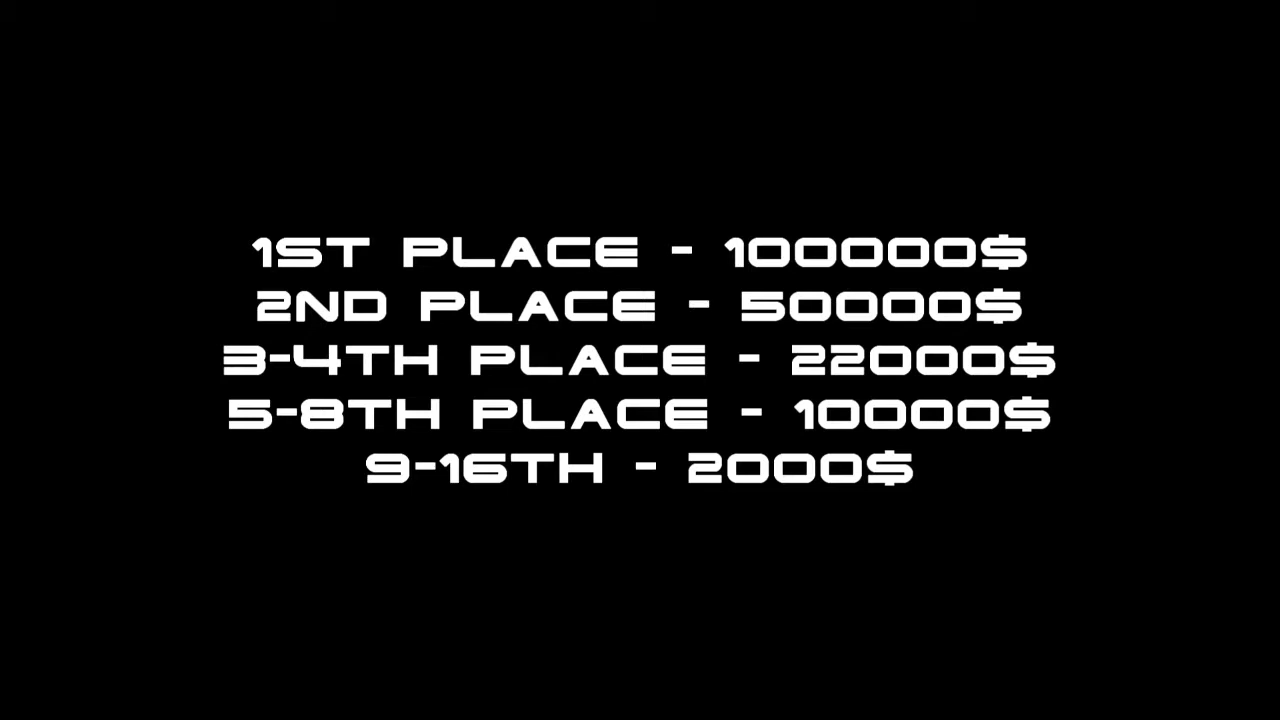 1ST PLACE - 100000$
2ND PLACE - 50000$
3-4TH PLACE - 22000$
5-8TH PLACE - 10000$
9-16TH - 2000$